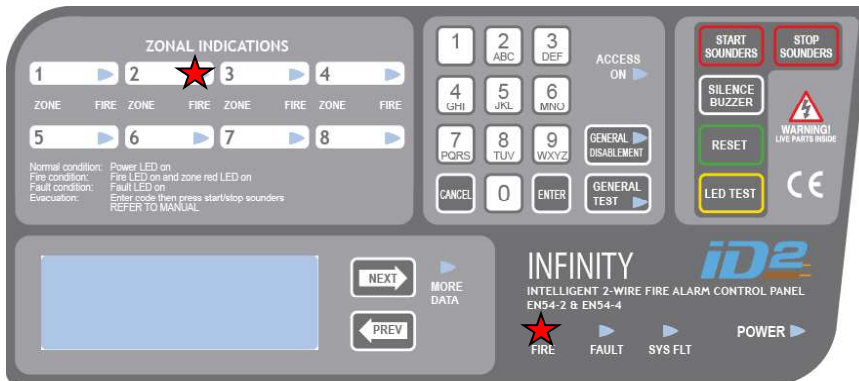 ZONAL INDICATIONS
1 2 3 4
ZONE FIRE ZONE FIRE ZONE FIRE ZONE FIRE
5 6 7 8
Normal condition: Power LED on
Fire condition: Fire LED on and zone red LED on
Fault condition: Fault LED on
Evacuation: Enter code then press start/stop sounders
REFER TO MANUAL
1
2 ABC
3 DEF
4 GHI
5 JKL
6 MNO
7 PQRS
8 TUV
9 WXYZ
CANCEL
0
ENTER
ACCESS
ON
GENERAL
DISABLEMENT
GENERAL
TEST
START
SOUNDERS
STOP
SOUNDERS
SILENCE
BUZZER
RESET
LED TEST
WARNING!
LIVE PARTS INSIDE
CE
NEXT
PREV
MORE
DATA
INFINITY iD2
INTELLIGENT 2-WIRE FIRE ALARM CONTROL PANEL
EN54-2 & EN54-4
FIRE FAULT SYS FLT POWER